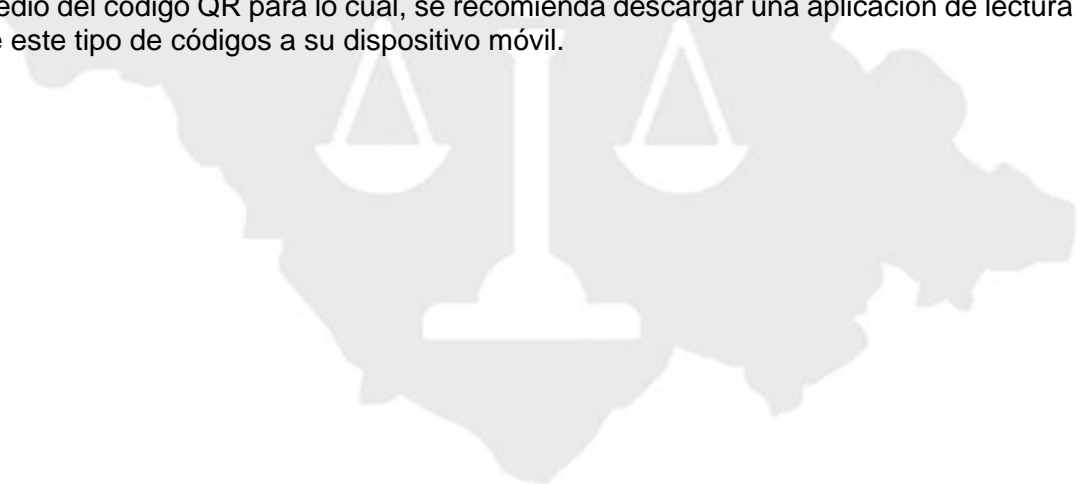 edio del código QR para lo cual, se recomienda descargar una aplicación de lectura
e este tipo de códigos a su dispositivo móvil.